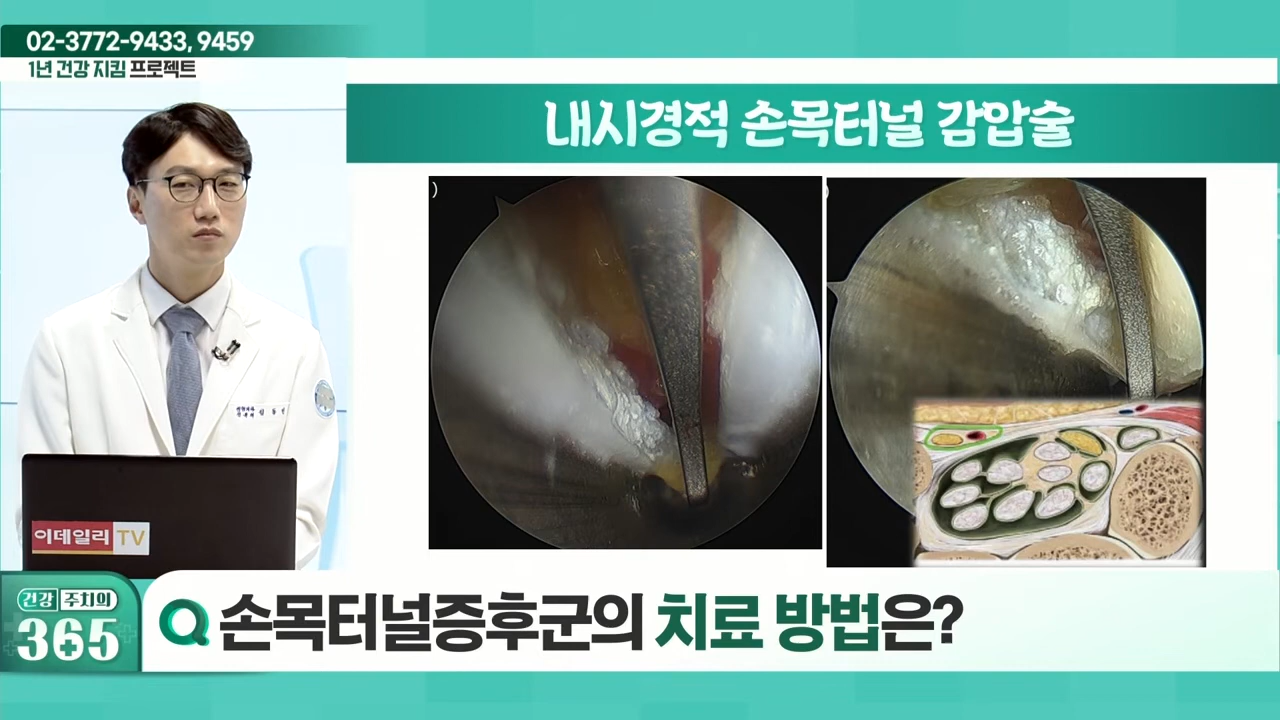 02-3772-9433, 9459
1년 건강 지킴 프로젝트
내시경적 손목터널 감압술
)
이데일리 TV
건강 주치의
365
Q 손목터널증후군의 치료 방법은?